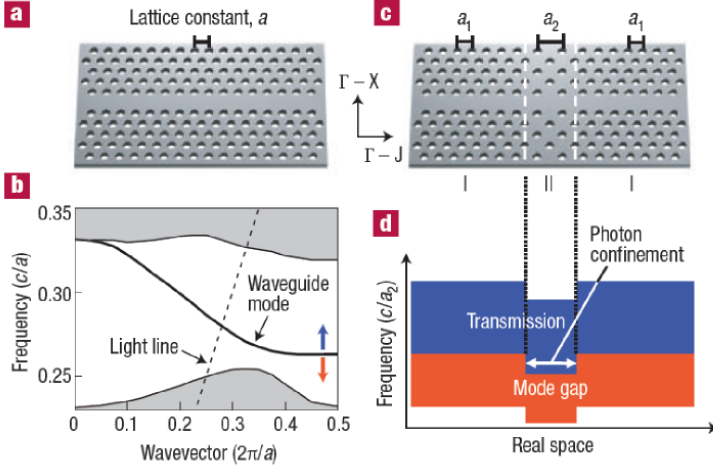 a
Lattice constant, a
c
a₁
a₂
a₁
Γ – X
Γ – J
I
II
I
b
0.35
0.30
0.25
Frequency (c/a)
Waveguide
mode
Light line
0
0.1
0.2
0.3
0.4
0.5
Wavevector (2π/a)
d
Photon
confinement
Frequency (c/a₂)
Transmission
Mode gap
Real space